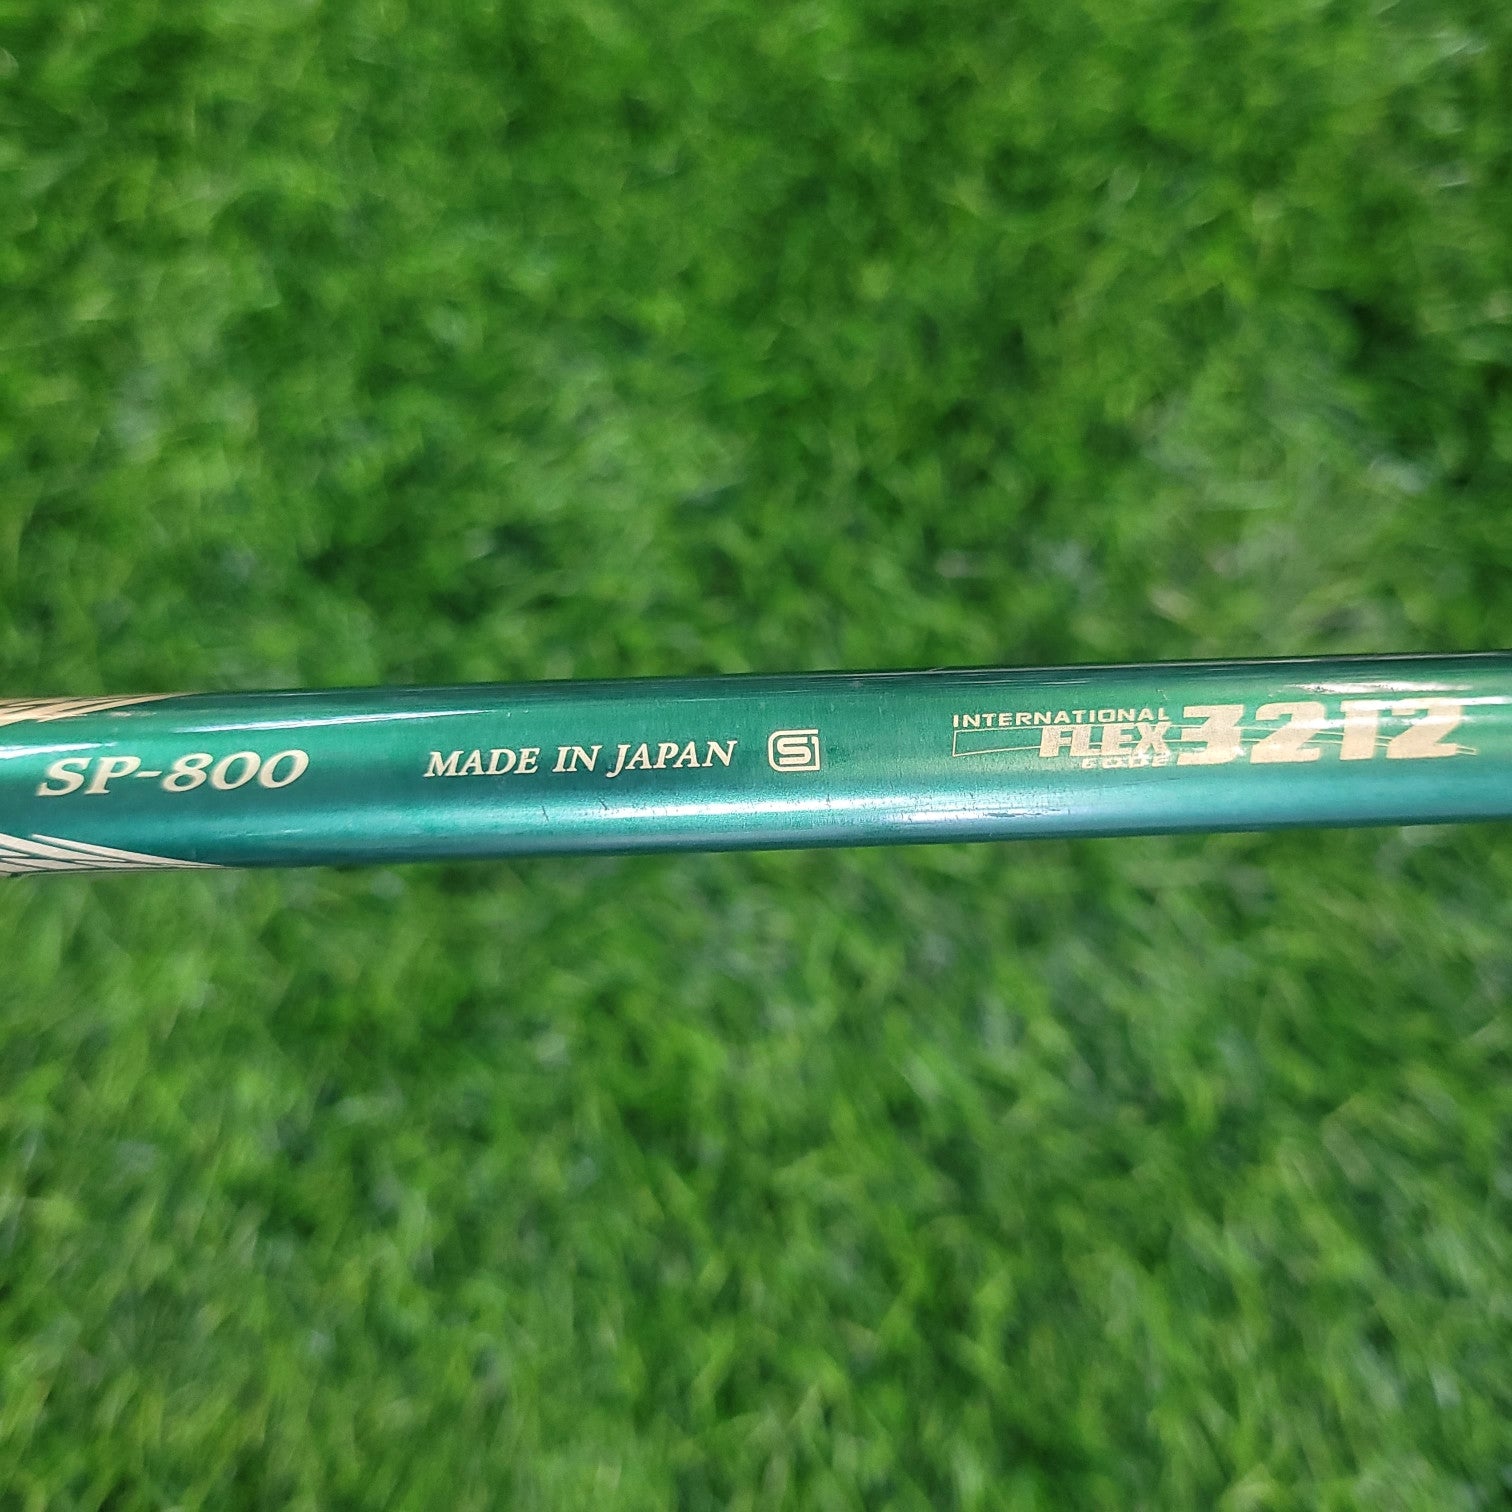 SP-800
MADE IN JAPAN
INTERNATIONAL
FLEX 3212
CODE